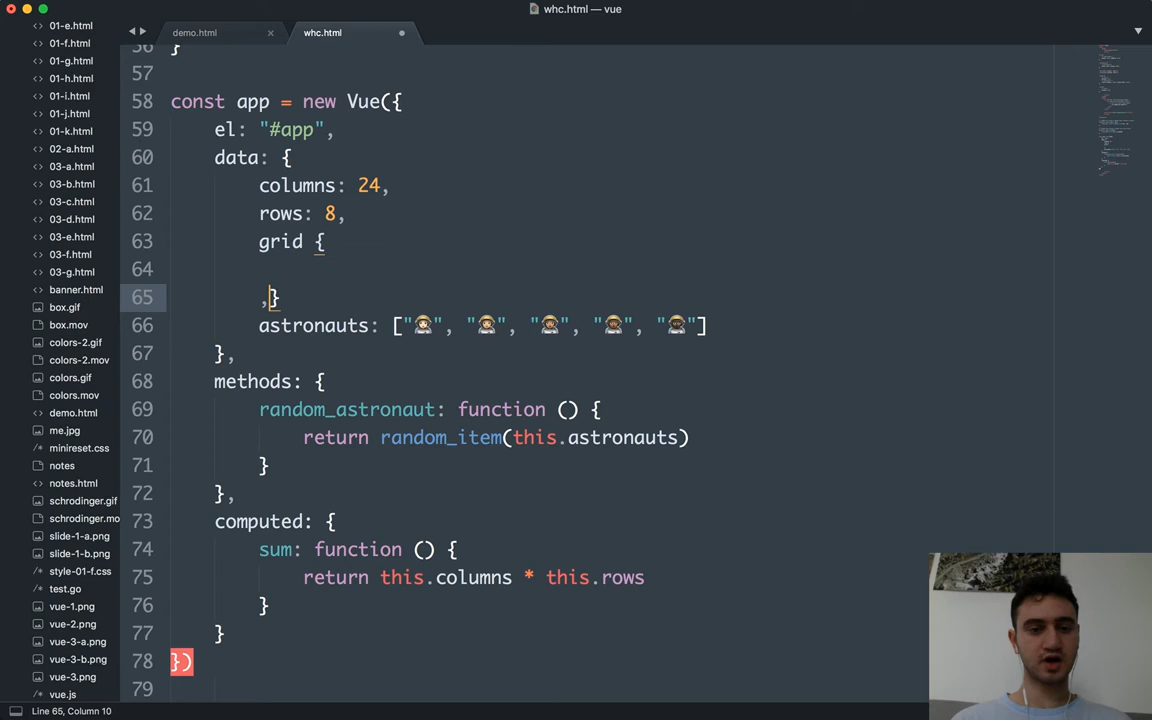 whc.html — vue
demo.html
whc.html
01-e.html
01-f.html
01-g.html
01-h.html
01-i.html
01-j.html
01-k.html
02-a.html
03-a.html
03-b.html
03-c.html
03-d.html
03-e.html
03-f.html
03-g.html
banner.html
box.gif
box.mov
colors-2.gif
colors-2.mov
colors.gif
colors.mov
demo.html
me.jpg
minireset.css
notes
notes.html
schrodinger.gif
schrodinger.mo
slide-1-a.png
slide-1-b.png
style-01-f.css
test.go
vue-1.png
vue-2.png
vue-3-a.png
vue-3-b.png
vue-3.png
vue.js
56 }
57
58 const app = new Vue({
59 el: "#app",
60 data: {
61 columns: 24,
62 rows: 8,
63 grid {
64
65 ,}
66 astronauts: ["👩🏻‍🚀", "👩🏼‍🚀", "👩🏽‍🚀", "👩🏾‍🚀", "👩🏿‍🚀"]
67 },
68 methods: {
69 random_astronaut: function () {
70 return random_item(this.astronauts)
71 }
72 },
73 computed: {
74 sum: function () {
75 return this.columns * this.rows
76 }
77 }
78 })
79
Line 65, Column 10